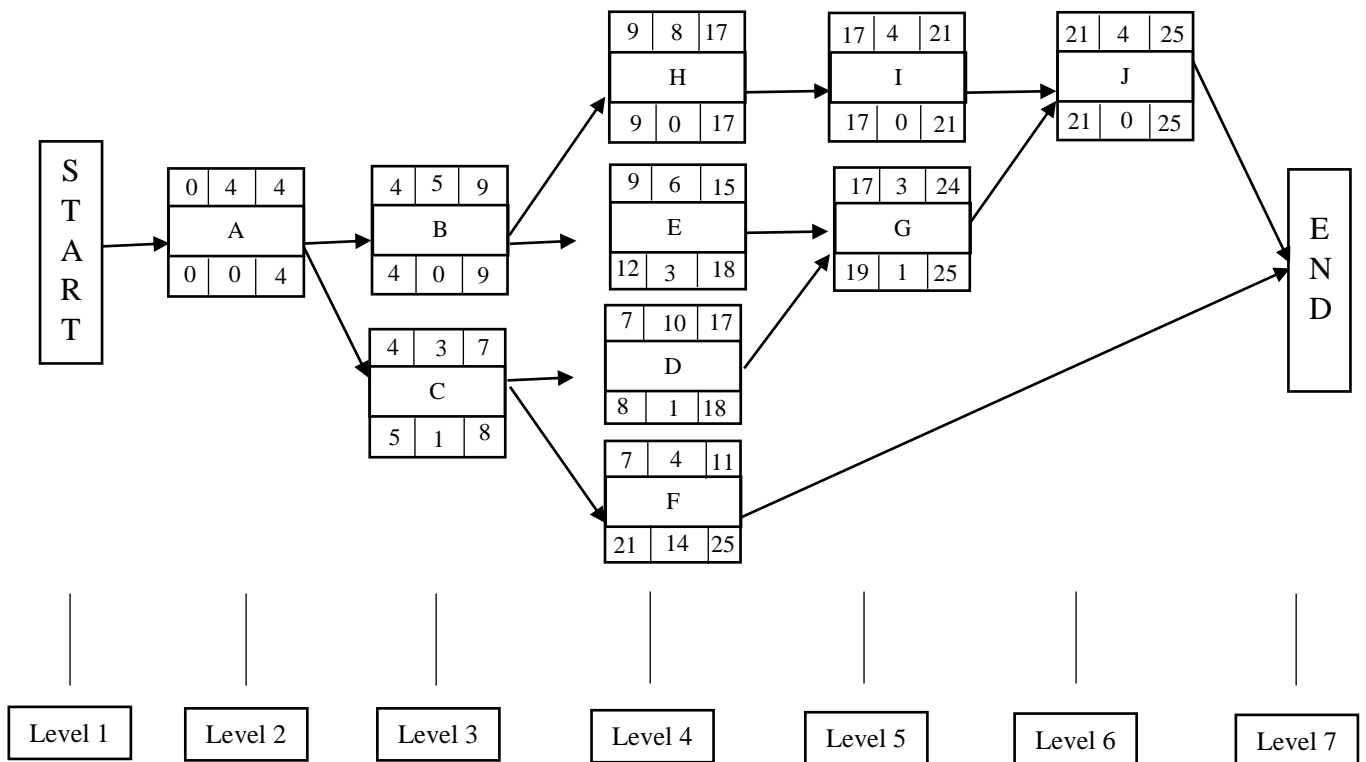 START
0 4 4
A
0 0 4
4 5 9
B
4 0 9
4 3 7
C
5 1 8
9 8 17
H
9 0 17
9 6 15
E
12 3 18
7 10 17
D
8 1 18
7 4 11
F
21 14 25
17 4 21
I
17 0 21
17 3 24
G
19 1 25
21 4 25
J
21 0 25
END
Level 1
Level 2
Level 3
Level 4
Level 5
Level 6
Level 7